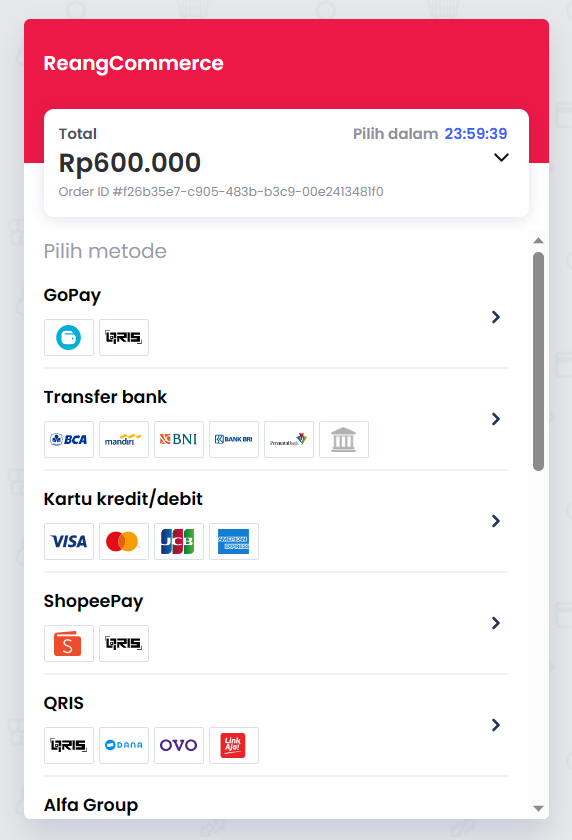 ReangCommerce
Total
Pilih dalam 23:59:39
Rp600.000
Order ID #f26b35e7-c905-483b-b3c9-00e2413481f0
Pilih metode
GoPay
QRIS
Transfer bank
BCA mandiri BNI BANK BRI PermataBank
Kartu kredit/debit
VISA JCB AMERICAN EXPRESS
ShopeePay
S QRIS
QRIS
QRIS DANA OVO LinkAja!
Alfa Group